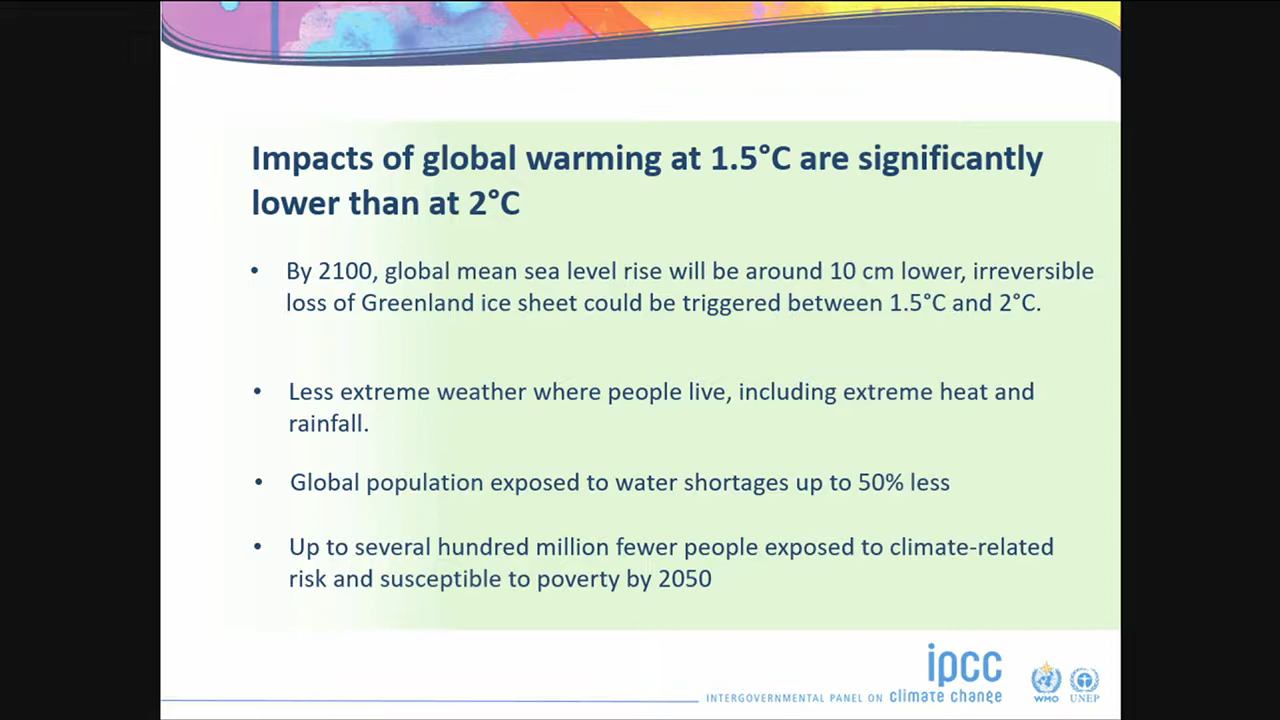 Impacts of global warming at 1.5°C are significantly
lower than at 2°C
• By 2100, global mean sea level rise will be around 10 cm lower, irreversible
loss of Greenland ice sheet could be triggered between 1.5°C and 2°C.
• Less extreme weather where people live, including extreme heat and
rainfall.
• Global population exposed to water shortages up to 50% less
• Up to several hundred million fewer people exposed to climate-related
risk and susceptible to poverty by 2050
ipcc
INTERGOVERNMENTAL PANEL ON climate change
WMO UNEP